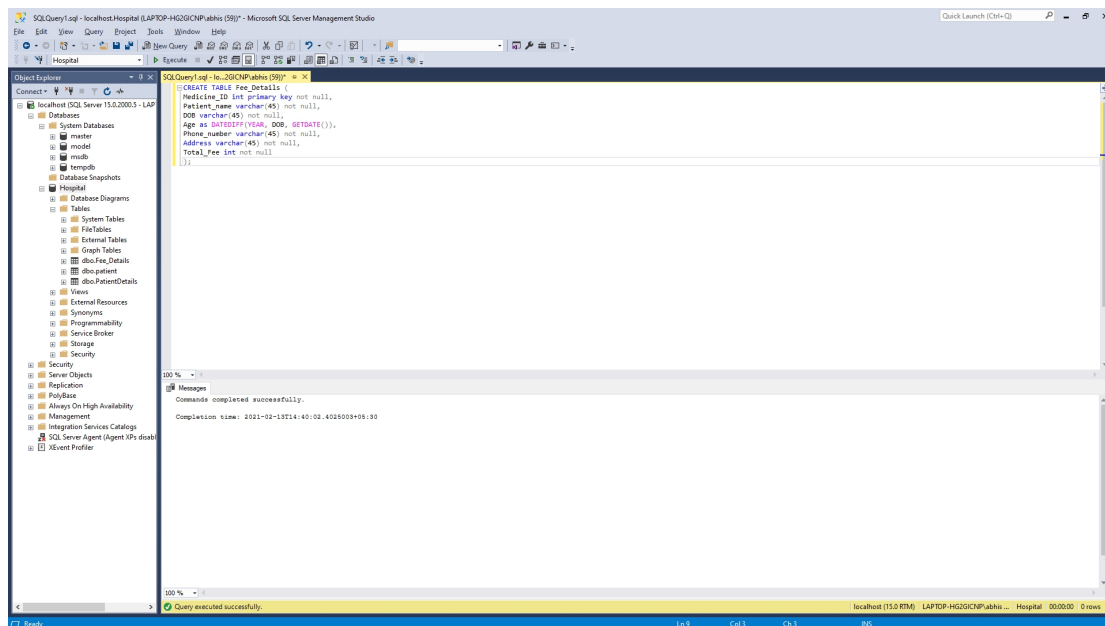 SQLQuery1.sql - localhost.Hospital (LAPTOP-HG2GICNP\abhis (59))* - Microsoft SQL Server Management Studio
Quick Launch (Ctrl+Q)
File Edit View Query Project Tools Window Help
New Query
Hospital
Execute
Object Explorer
SQLQuery1.sql - lo...2GICNP\abhis (59))*
Connect
localhost (SQL Server 15.0.2000.5 - LAP
Databases
System Databases
master
model
msdb
tempdb
Database Snapshots
Hospital
Database Diagrams
Tables
System Tables
FileTables
External Tables
Graph Tables
dbo.Fee_Details
dbo.patient
dbo.PatientDetails
Views
External Resources
Synonyms
Programmability
Service Broker
Storage
Security
Security
Server Objects
Replication
PolyBase
Always On High Availability
Management
Integration Services Catalogs
SQL Server Agent (Agent XPs disabl
XEvent Profiler
CREATE TABLE Fee_Details (
Medicine_ID int primary key not null,
Patient_name varchar(45) not null,
DOB varchar(45) not null,
Age as DATEDIFF(YEAR, DOB, GETDATE()),
Phone_number varchar(45) not null,
Address varchar(45) not null,
Total_Fee int not null
);
100 %
Messages
Commands completed successfully.
Completion time: 2021-02-13T14:40:02.4025003+05:30
100 %
Query executed successfully.
localhost (15.0 RTM) LAPTOP-HG2GICNP\abhis ... Hospital 00:00:00 0 rows
Ready Ln 9 Col 3 Ch 3 INS